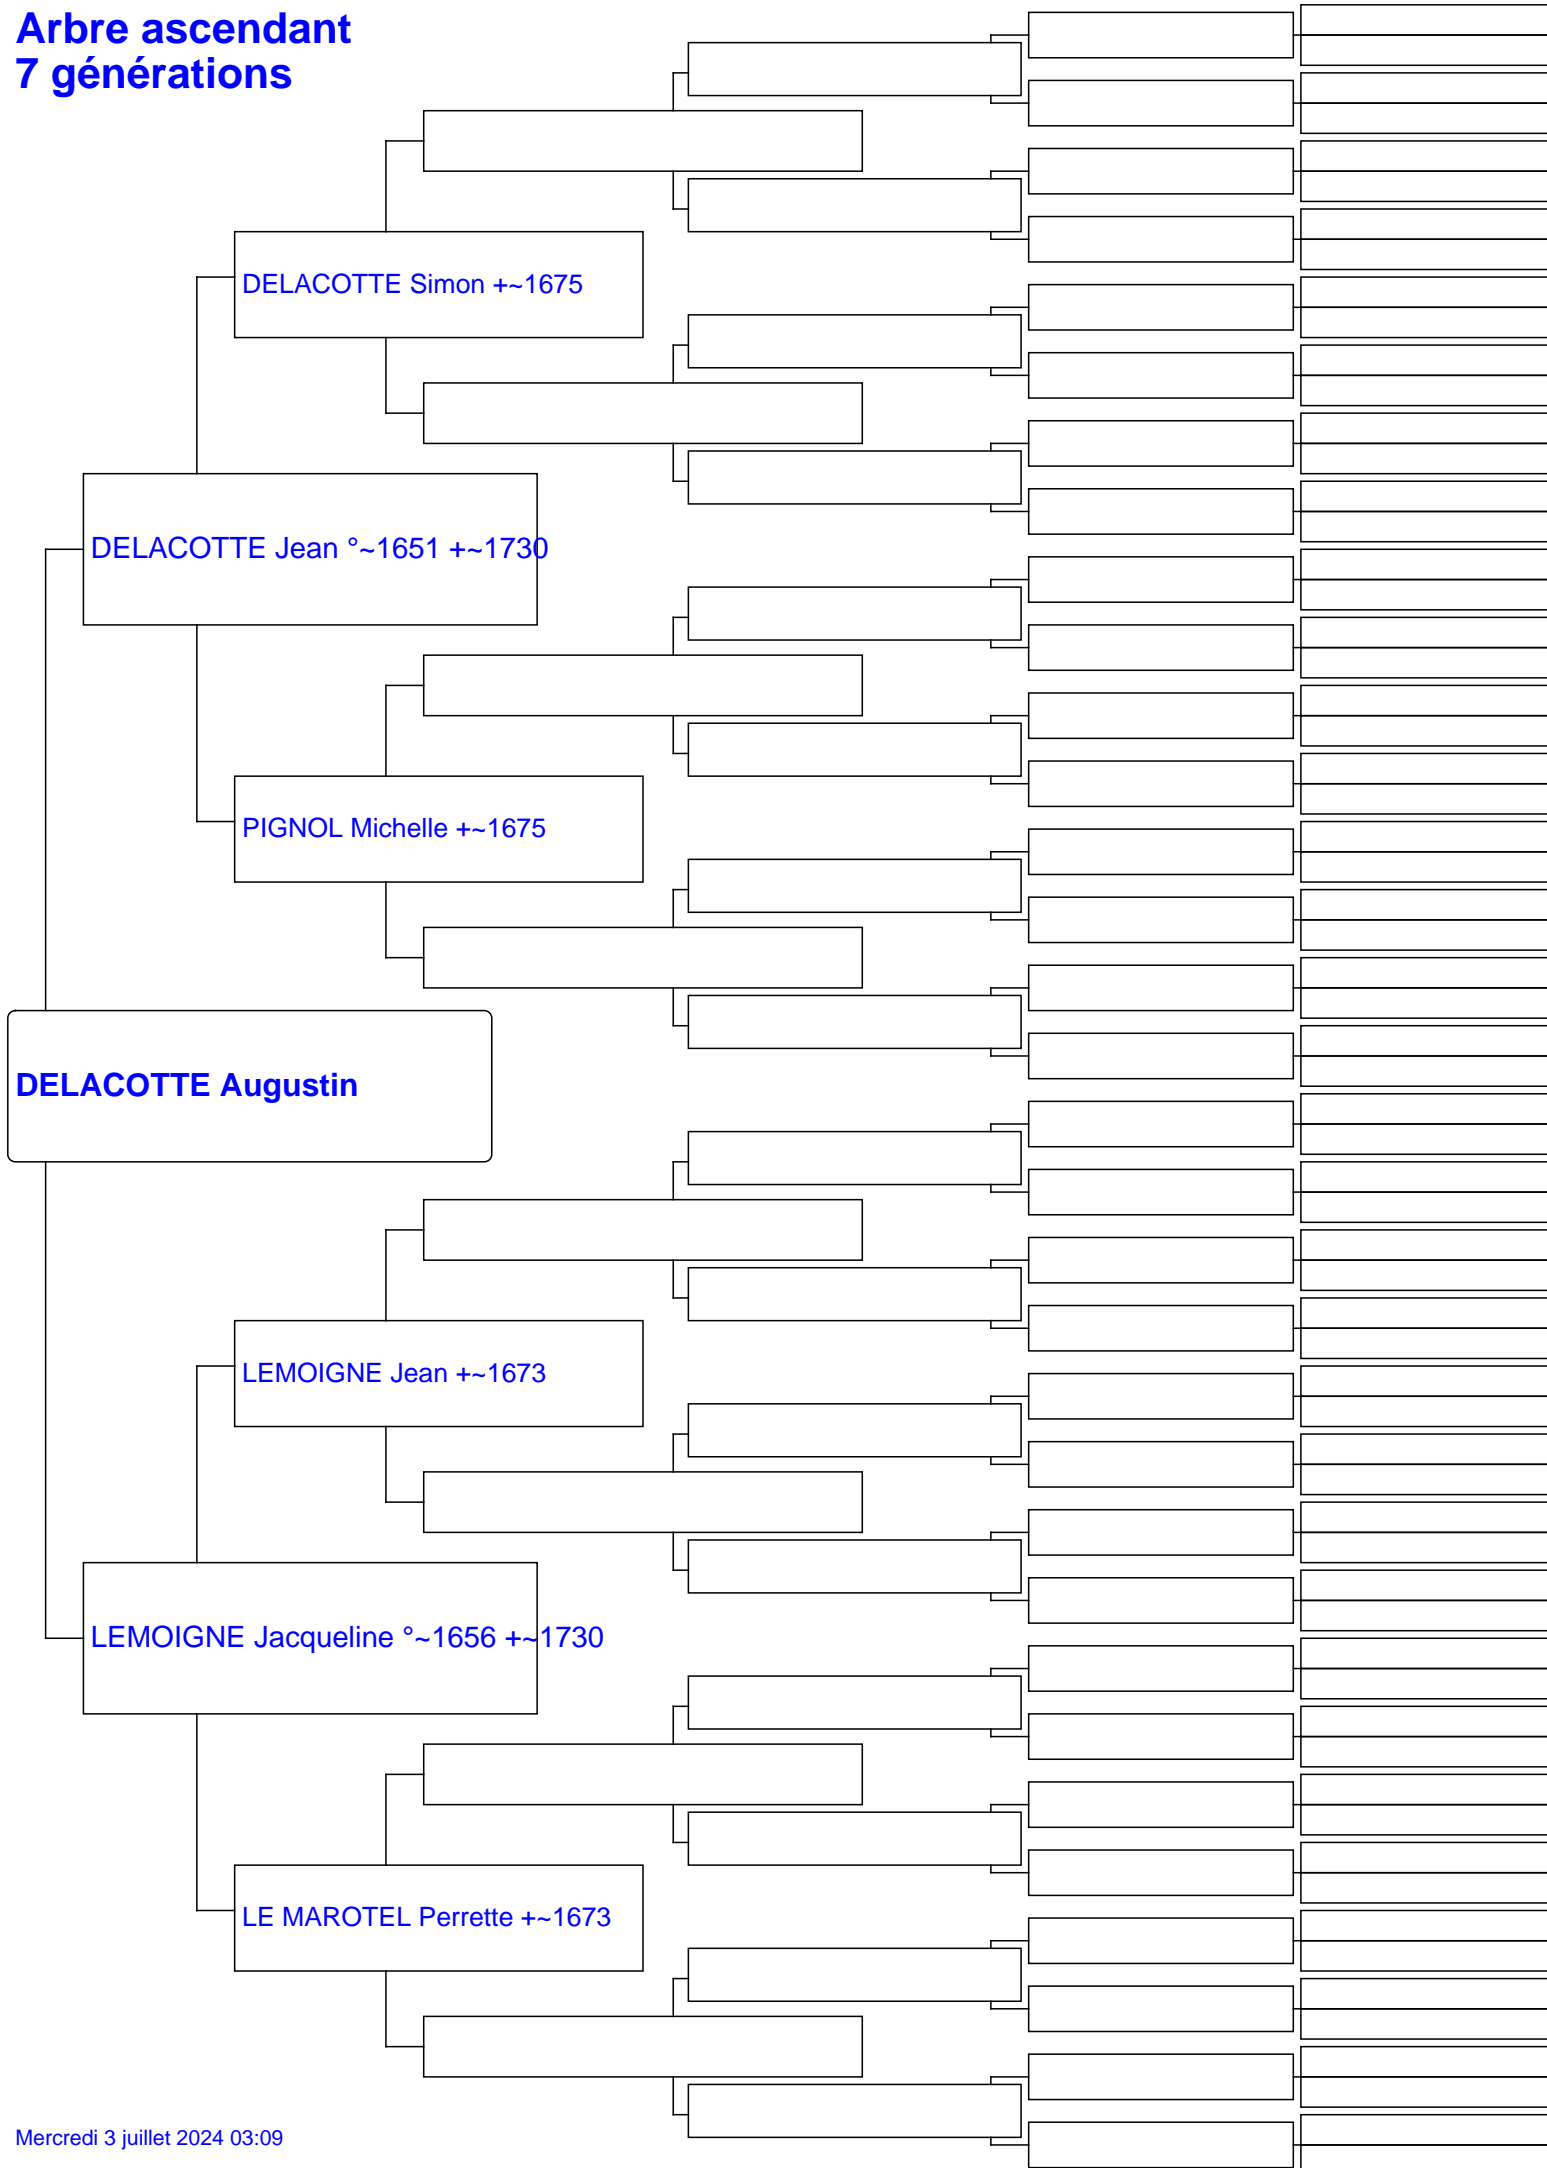 Arbre ascendant
7 générations
DELACOTTE Simon +~1675
DELACOTTE Jean °~1651 +~1730
PIGNOL Michelle +~1675
DELACOTTE Augustin
LEMOIGNE Jean +~1673
LEMOIGNE Jacqueline °~1656 +~1730
LE MAROTEL Perrette +~1673
Mercredi 3 juillet 2024 03:09